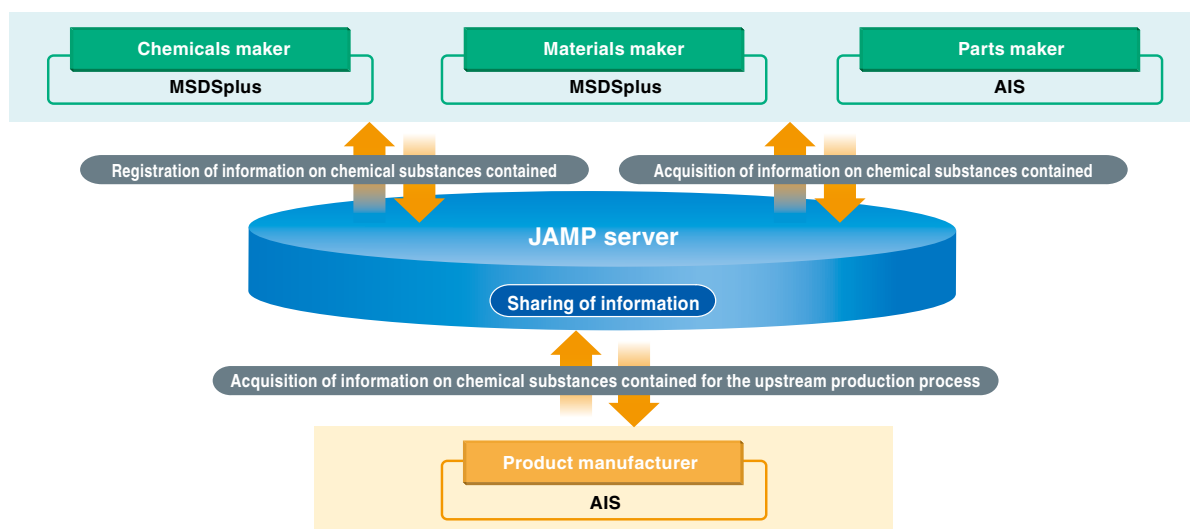 Chemicals maker
MSDSplus
Materials maker
MSDSplus
Parts maker
AIS
Registration of information on chemical substances contained
Acquisition of information on chemical substances contained
JAMP server
Sharing of information
Acquisition of information on chemical substances contained for the upstream production process
Product manufacturer
AIS